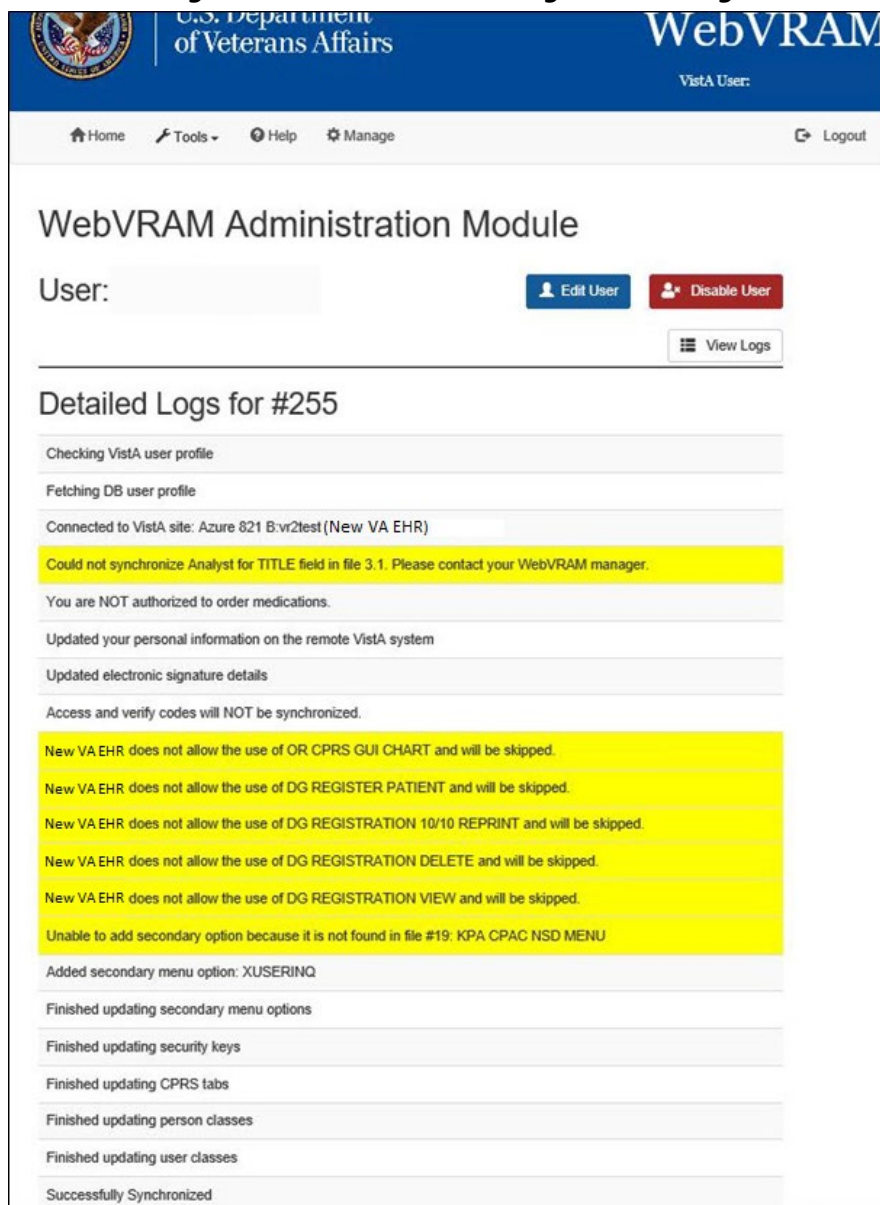 U.S. Department
of Veterans Affairs
WebVRAM
VistA User:
Home
Tools
Help
Manage
Logout
WebVRAM Administration Module
User:
Edit User
Disable User
View Logs
Detailed Logs for #255
Checking VistA user profile
Fetching DB user profile
Connected to VistA site: Azure 821 B:vr2test (New VA EHR)
Could not synchronize Analyst for TITLE field in file 3.1. Please contact your WebVRAM manager.
You are NOT authorized to order medications.
Updated your personal information on the remote VistA system
Updated electronic signature details
Access and verify codes will NOT be synchronized.
New VA EHR does not allow the use of OR CPRS GUI CHART and will be skipped.
New VA EHR does not allow the use of DG REGISTER PATIENT and will be skipped.
New VA EHR does not allow the use of DG REGISTRATION 10/10 REPRINT and will be skipped.
New VA EHR does not allow the use of DG REGISTRATION DELETE and will be skipped.
New VA EHR does not allow the use of DG REGISTRATION VIEW and will be skipped.
Unable to add secondary option because it is not found in file #19: KPA CPAC NSD MENU
Added secondary menu option: XUSERINQ
Finished updating secondary menu options
Finished updating security keys
Finished updating CPRS tabs
Finished updating person classes
Finished updating user classes
Successfully Synchronized